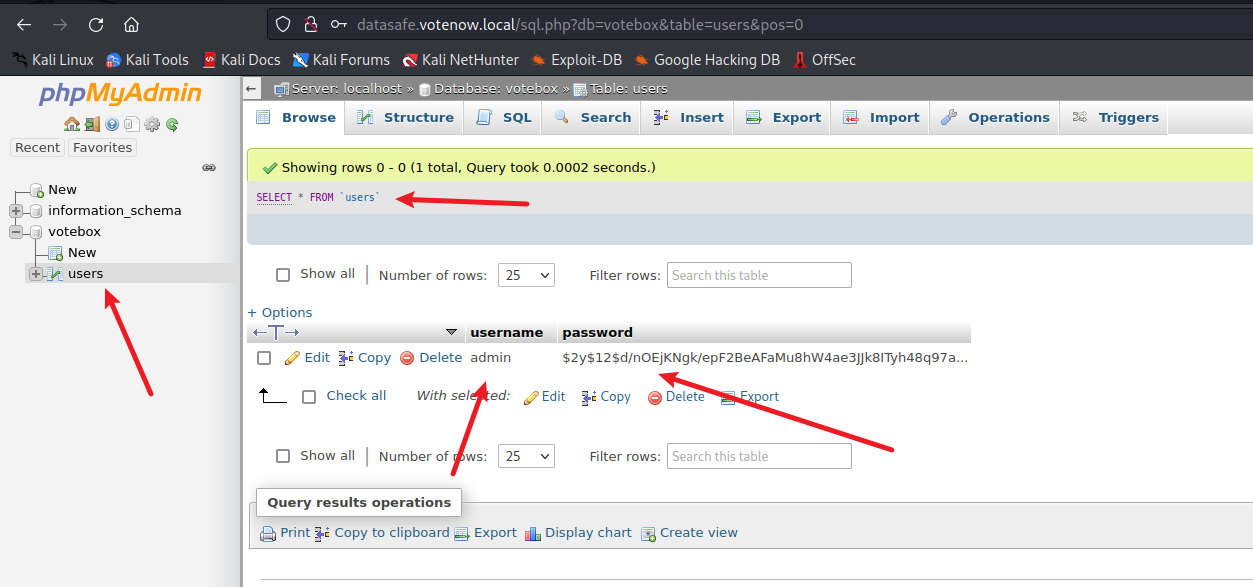 datasafe.votenow.local/sql.php?db=votebox&table=users&pos=0
Kali Linux Kali Tools Kali Docs Kali Forums Kali NetHunter Exploit-DB Google Hacking DB OffSec
phpMyAdmin
Recent Favorites
New
information_schema
votebox
New
users
Server: localhost » Database: votebox » Table: users
Browse Structure SQL Search Insert Export Import Operations Triggers
Showing rows 0 - 0 (1 total, Query took 0.0002 seconds.)
SELECT * FROM `users`
Show all Number of rows: 25 Filter rows: Search this table
+ Options
←T→ username password
Edit Copy Delete admin $2y$12$d/nOEjKNgk/epF2BeAFaMu8hW4ae3JJk8ITyh48q97a...
Check all With selected: Edit Copy Delete Export
Show all Number of rows: 25 Filter rows: Search this table
Query results operations
Print Copy to clipboard Export Display chart Create view